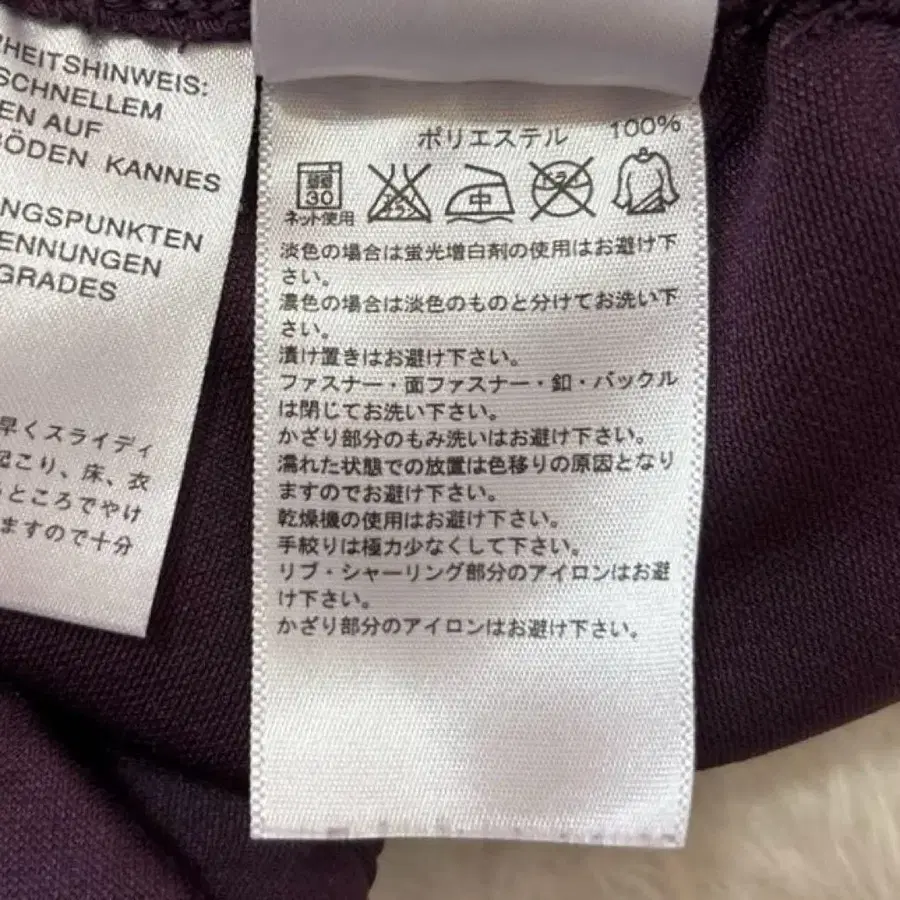 RHEITSHINWEIS:
SCHNELLEM
EN AUF
BÖDEN KANNES
NGSPUNKTEN
ENNUNGEN
GRADES
早くスライディ
起こり、床、衣
ところでやけ
ますので十分
ポリエステル 100%
30
ネット使用
エンソ
サラシ
中
ドライ
淡色の場合は蛍光増白剤の使用はお避け下
さい。
濃色の場合は淡色のものと分けてお洗い下
さい。
漬け置きはお避け下さい。
ファスナー・面ファスナー・釦・バックル
は閉じてお洗い下さい。
かざり部分のもみ洗いはお避け下さい。
濡れた状態での放置は色移りの原因となり
ますのでお避け下さい。
乾燥機の使用はお避け下さい。
手絞りは極力少なくして下さい。
リブ・シャーリング部分のアイロンはお避
け下さい。
かざり部分のアイロンはお避け下さい。